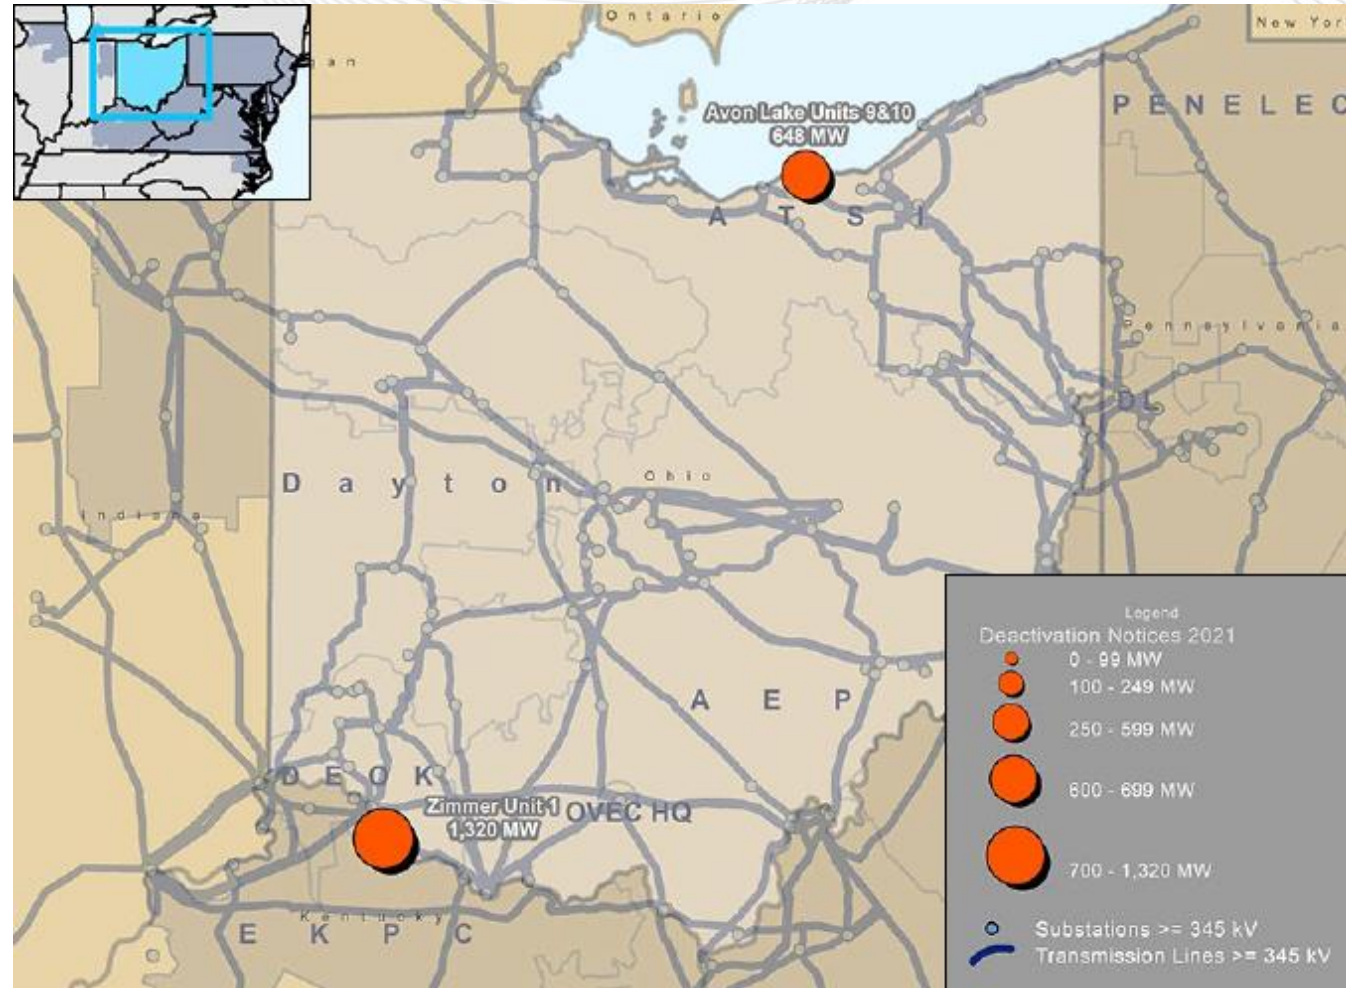 Ontario
New Yor
gan
PENELEC
Avon Lake Units 9&10
648 MW
ATSI
Pennsylvania
DL
Ohio
Dayton
Indiana
AEP
DEOK
Zimmer Unit 1
1,320 MW
OVEC HQ
Kentucky
EKPC
Legend
Deactivation Notices 2021
0 - 99 MW
100 - 249 MW
250 - 599 MW
600 - 699 MW
700 - 1,320 MW
Substations >= 345 kV
Transmission Lines >= 345 kV